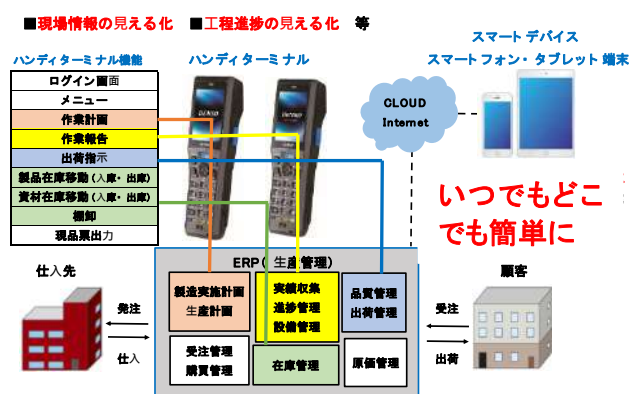 ■現場情報の見える化 ■工程進捗の見える化 等
スマートデバイス
スマートフォン・タブレット端末
ハンディターミナル機能
ハンディターミナル
ログイン画面
メニュー
作業計画
作業報告
出荷指示
製品在庫移動(入庫・出庫)
資材在庫移動(入庫・出庫)
棚卸
現品票出力
DENSO
DENSO
CLOUD
Internet
いつでもどこ
でも簡単に
ERP(生産管理)
製造実施計画
生産計画
実績収集
進捗管理
設備管理
品質管理
出荷管理
受注管理
購買管理
在庫管理
原価管理
仕入先
発注
仕入
顧客
受注
出荷